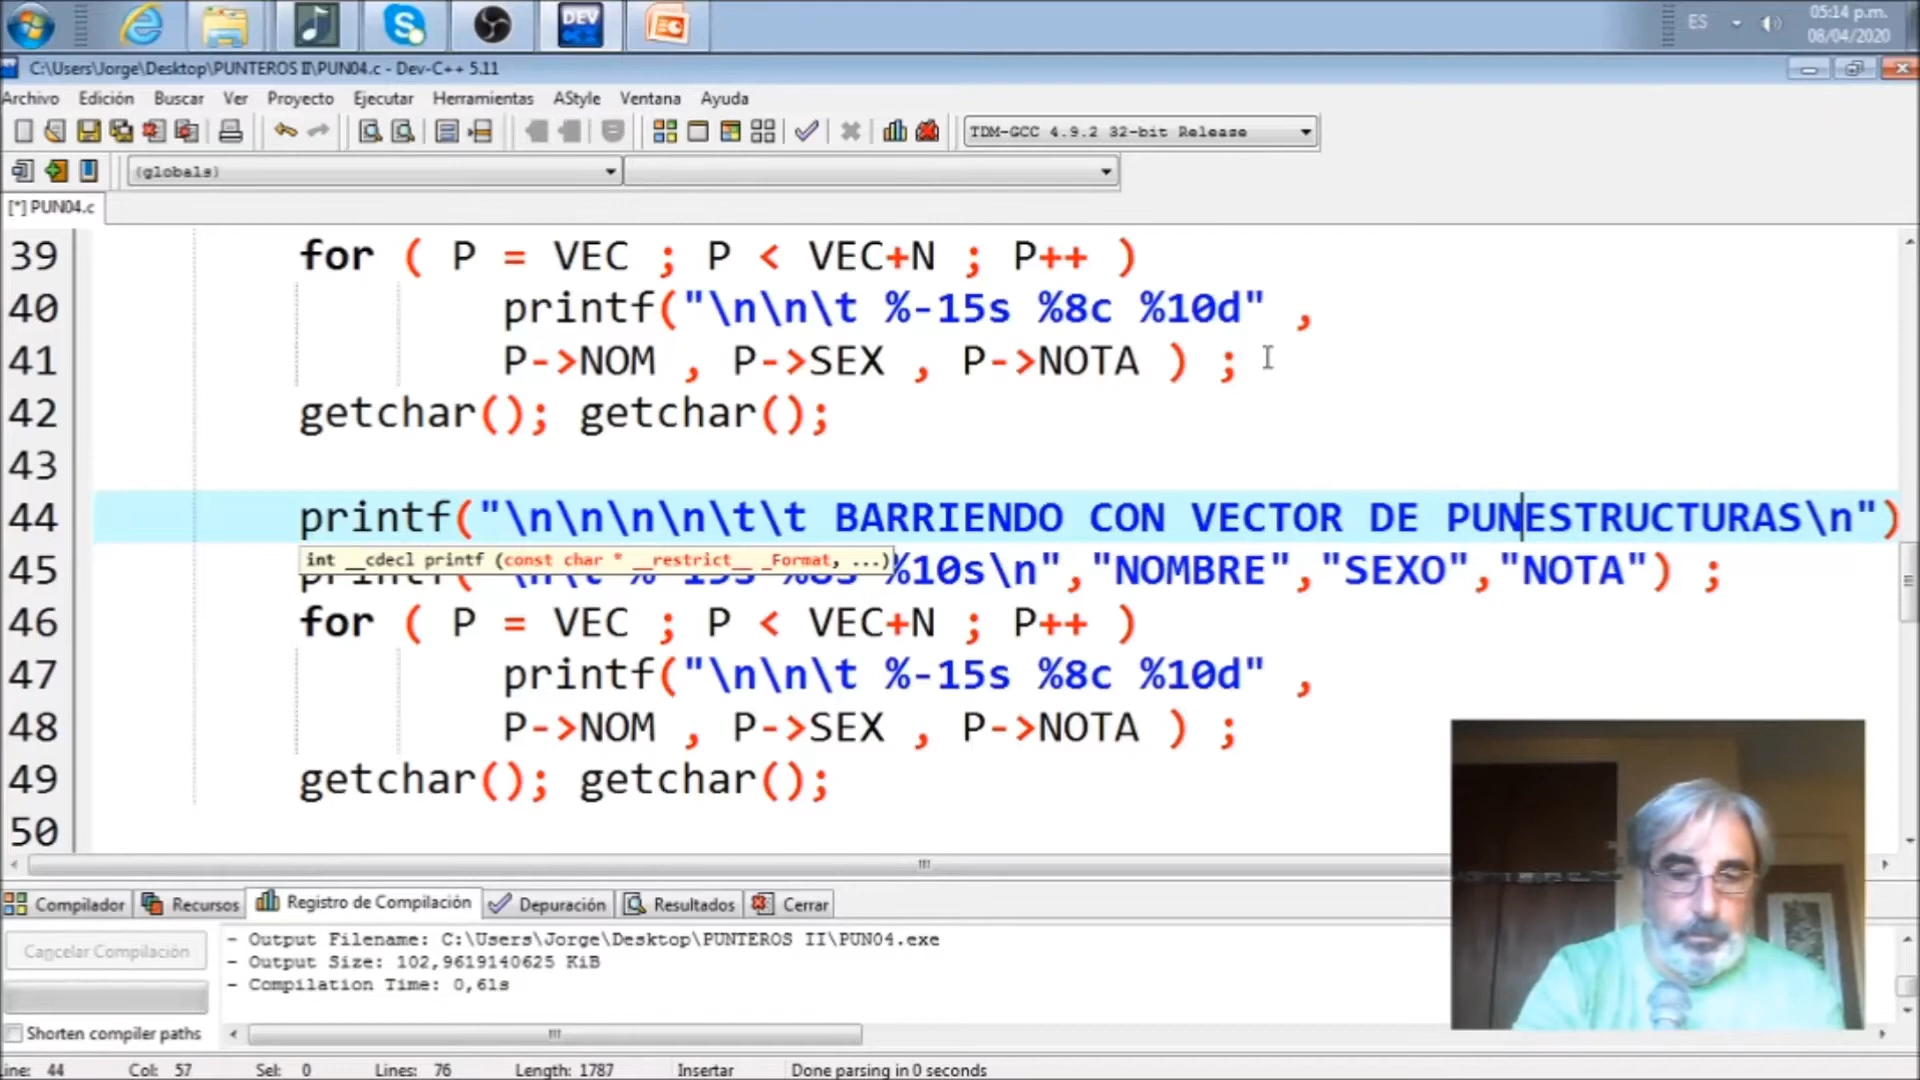 ES
05:14 p.m.
08/04/2020
DEV
C:\Users\Jorge\Desktop\PUNTEROS II\PUN04.c - Dev-C++ 5.11
Archivo Edición Buscar Ver Proyecto Ejecutar Herramientas AStyle Ventana Ayuda
TDM-GCC 4.9.2 32-bit Release
(globals)
[*] PUN04.c
39 for ( P = VEC ; P < VEC+N ; P++ )
40 printf("\n\n\t %-15s %8c %10d" ,
41 P->NOM , P->SEX , P->NOTA ) ;
42 getchar(); getchar();
43
44 printf("\n\n\n\n\t\t BARRIENDO CON VECTOR DE PUNESTRUCTURAS\n")
int __cdecl printf (const char * __restrict__ _Format, ...)
45 %10s\n","NOMBRE","SEXO","NOTA") ;
46 for ( P = VEC ; P < VEC+N ; P++ )
47 printf("\n\n\t %-15s %8c %10d" ,
48 P->NOM , P->SEX , P->NOTA ) ;
49 getchar(); getchar();
50
Compilador Recursos Registro de Compilación Depuración Resultados Cerrar
Cancelar Compilación
- Output Filename: C:\Users\Jorge\Desktop\PUNTEROS II\PUN04.exe
- Output Size: 102,9619140625 KiB
- Compilation Time: 0,61s
Shorten compiler paths
ine: 44 Col: 57 Sel: 0 Lines: 76 Length: 1787 Insertar Done parsing in 0 seconds